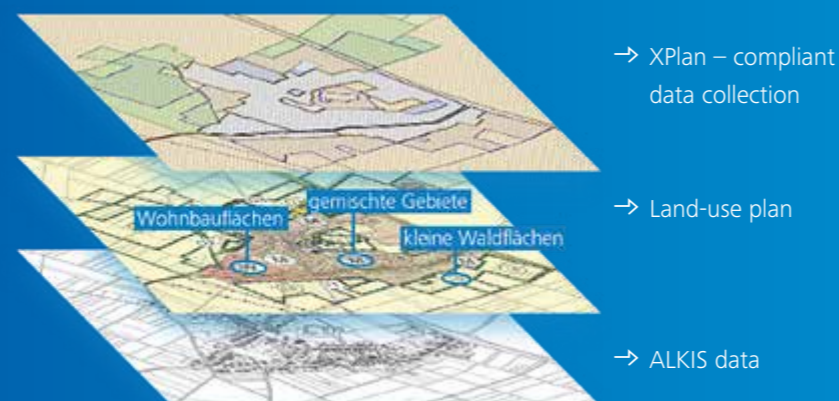 → XPlan – compliant
data collection
→ Land-use plan
gemischte Gebiete
Wohnbauflächen
kleine Waldflächen
→ ALKIS data